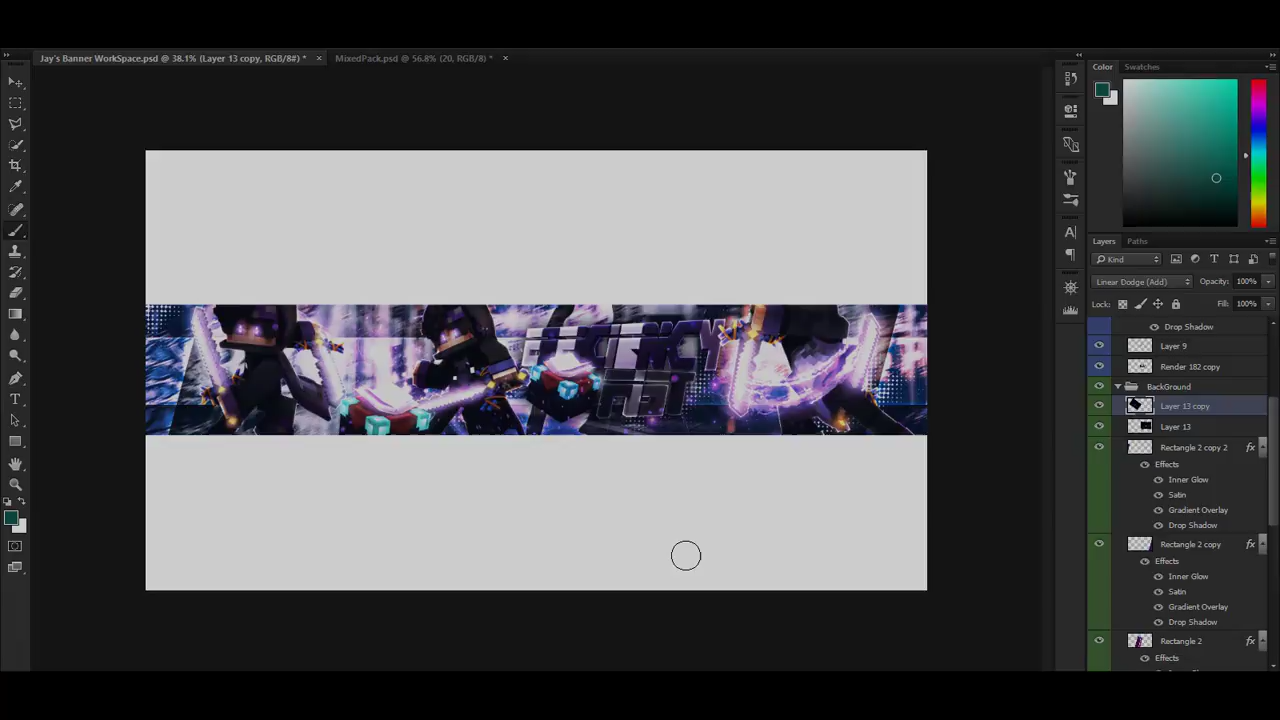 Jay's Banner WorkSpace.psd @ 38.1% (Layer 13 copy, RGB/8#) *
MixedPack.psd @ 56.8% (20, RGB/8) *
Color
Swatches
Layers
Paths
Kind
Linear Dodge (Add)
Opacity: 100%
Lock:
Fill: 100%
Drop Shadow
Layer 9
Render 182 copy
BackGround
Layer 13 copy
Layer 13
Rectangle 2 copy 2
fx
Effects
Inner Glow
Satin
Gradient Overlay
Drop Shadow
Rectangle 2 copy
fx
Effects
Inner Glow
Satin
Gradient Overlay
Drop Shadow
Rectangle 2
fx
Effects